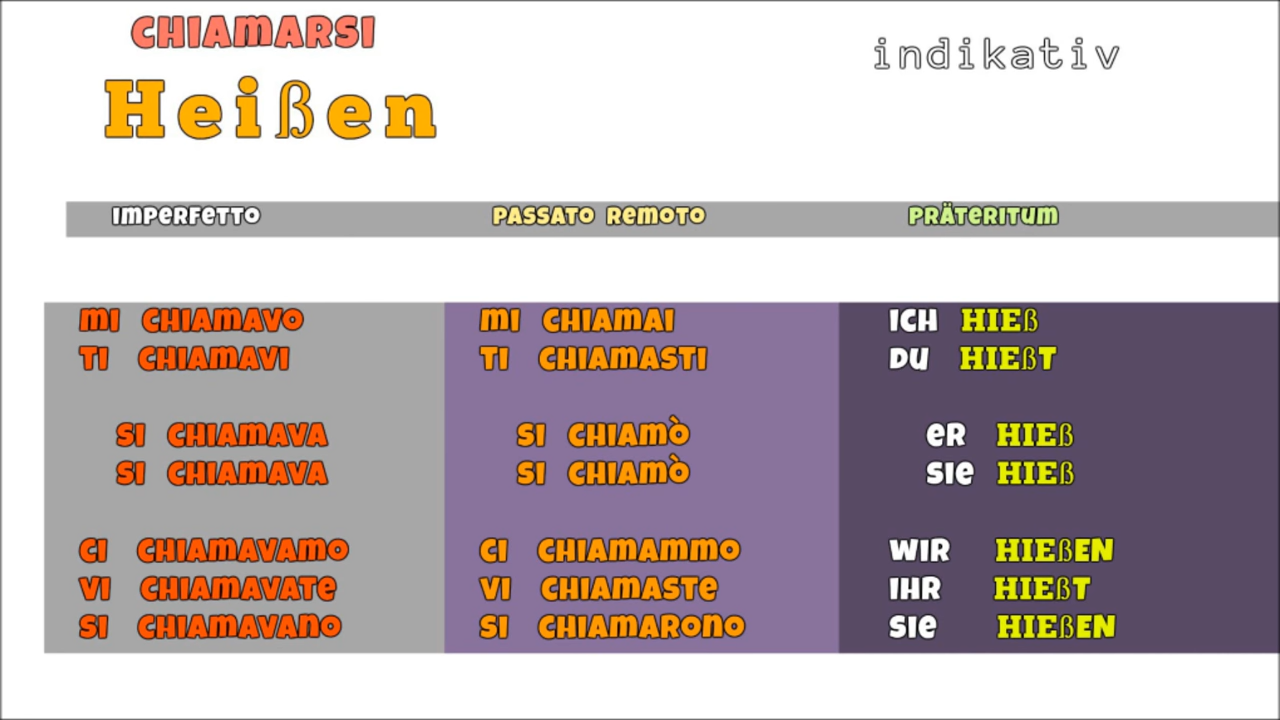 CHIAMARSI
indikativ
Heißen
IMPERFETTO PASSATO REMOTO PRÄTERITUM
MI CHIAMAVO MI CHIAMAI ICH HIEß
TI CHIAMAVI TI CHIAMASTI DU HIEßT
SI CHIAMAVA SI CHIAMÒ ER HIEß
SI CHIAMAVA SI CHIAMÒ SIE HIEß
CI CHIAMAVAMO CI CHIAMAMMO WIR HIEßEN
VI CHIAMAVATE VI CHIAMASTE IHR HIEßT
SI CHIAMAVANO SI CHIAMARONO SIE HIEßEN